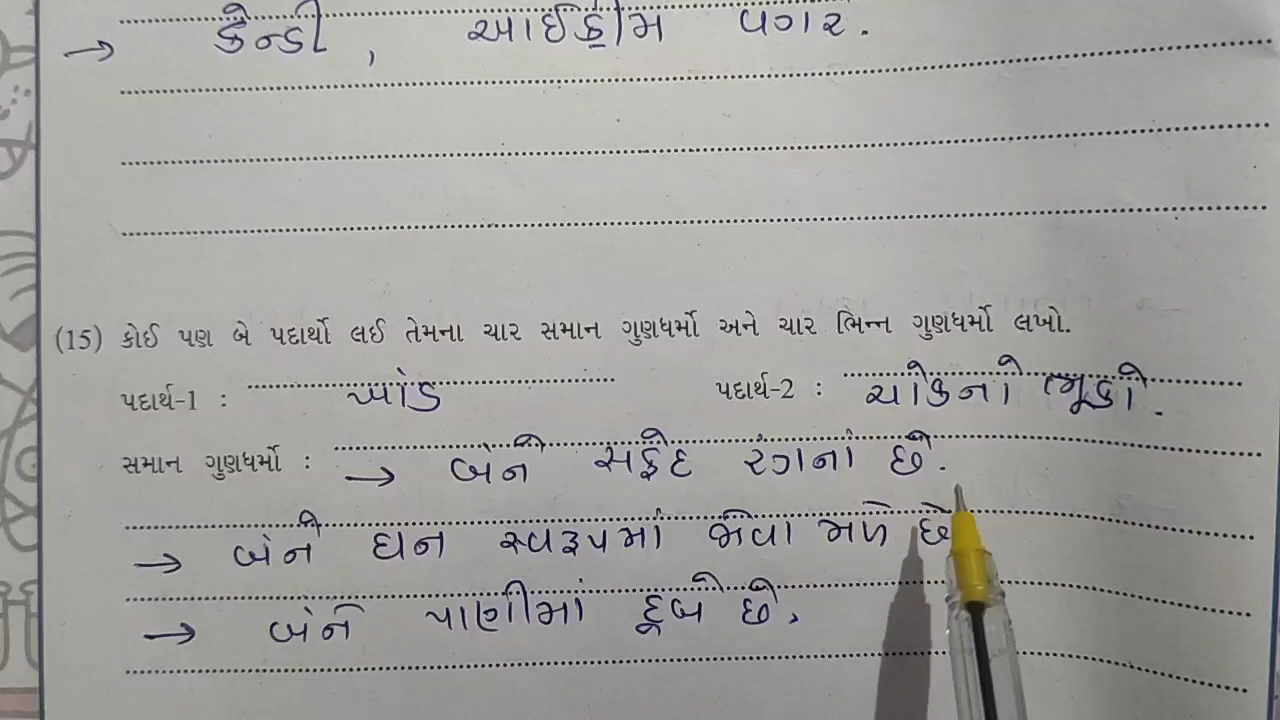 → કેન્ડી, આઈસ્ક્રીમ વગર.
(15) કોઈ પણ બે પદાર્થો લઈ તેમના ચાર સમાન ગુણધર્મો અને ચાર ભિન્ન ગુણધર્મો લખો.
પદાર્થ-1 : ખાંડ પદાર્થ-2 : ચોકનો ભૂકો.
સમાન ગુણધર્મો : → બંને સફેદ રંગનાં છે.
→ બંને ઘન સ્વરૂપમાં જોવા મળે છે
→ બંને પાણીમાં ડૂબે છે,